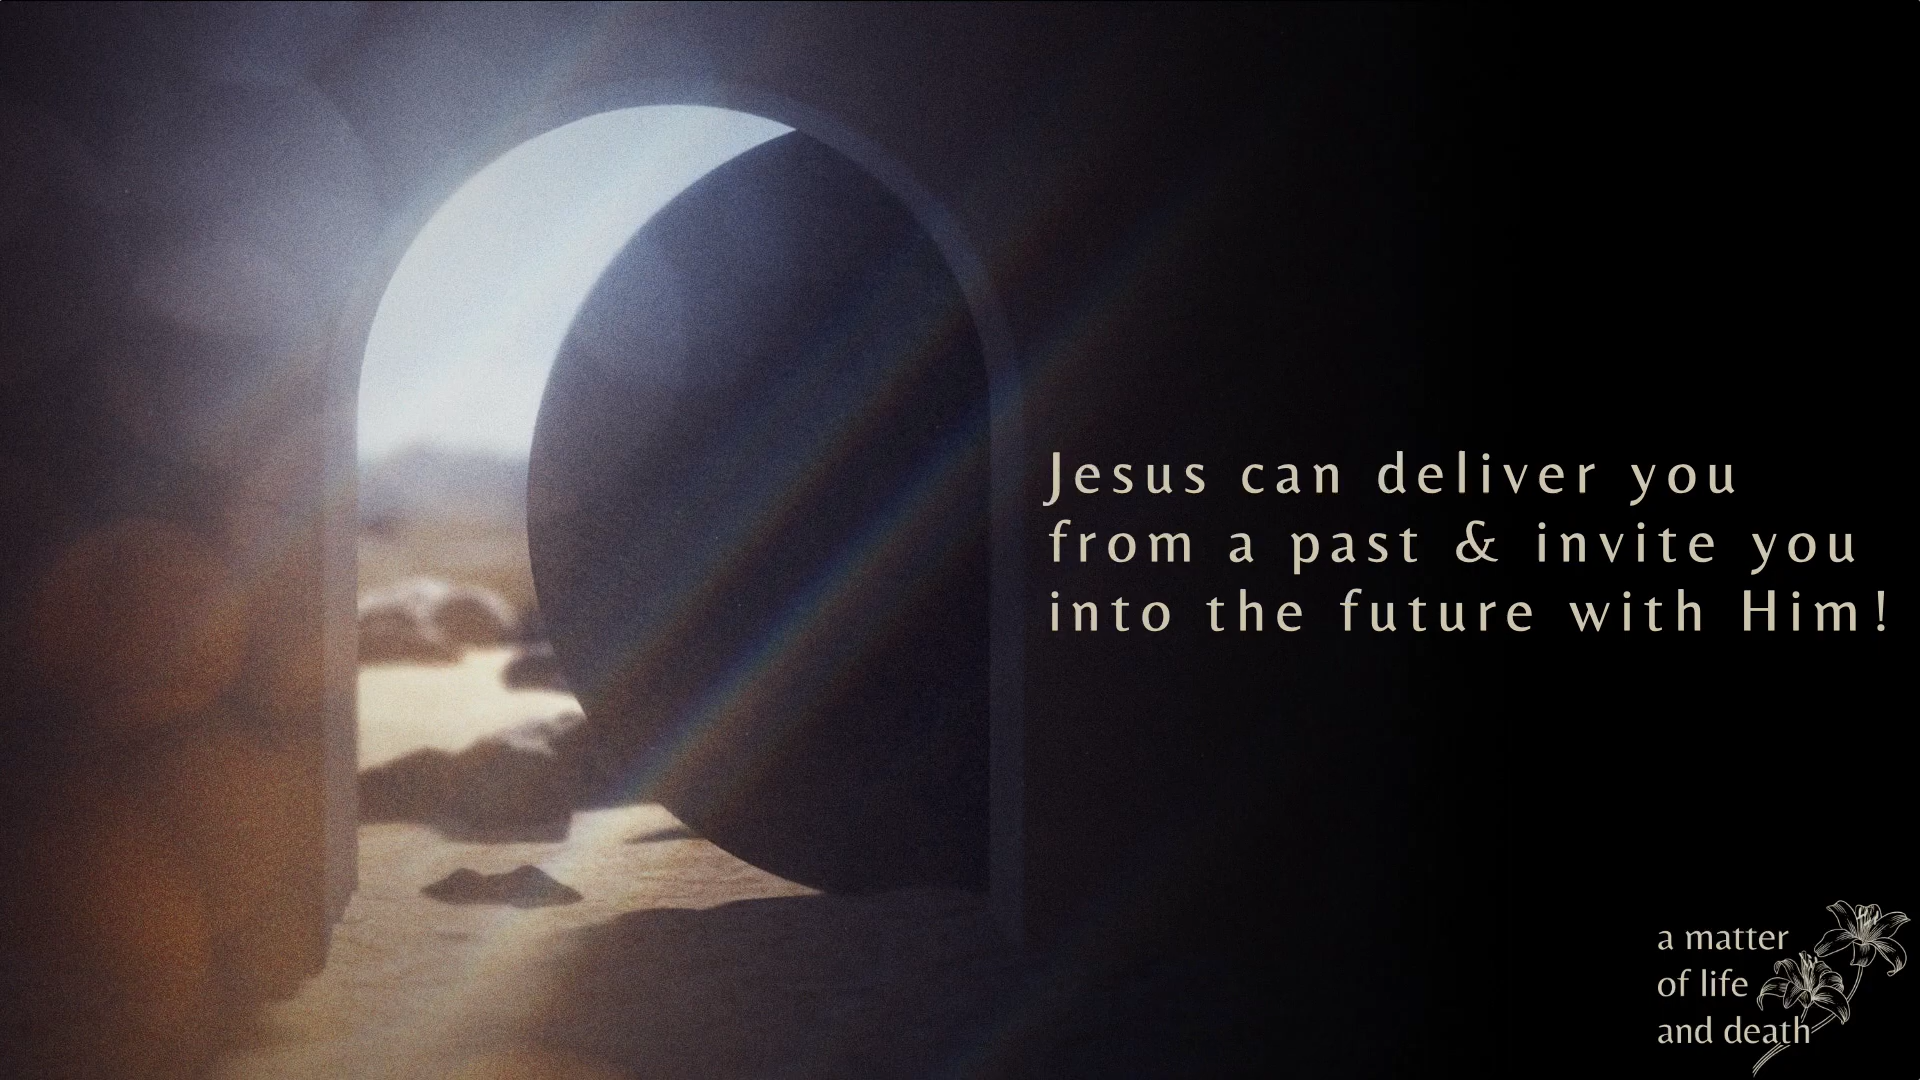 Jesus can deliver you
from a past & invite you
into the future with Him!
a matter
of life
and death